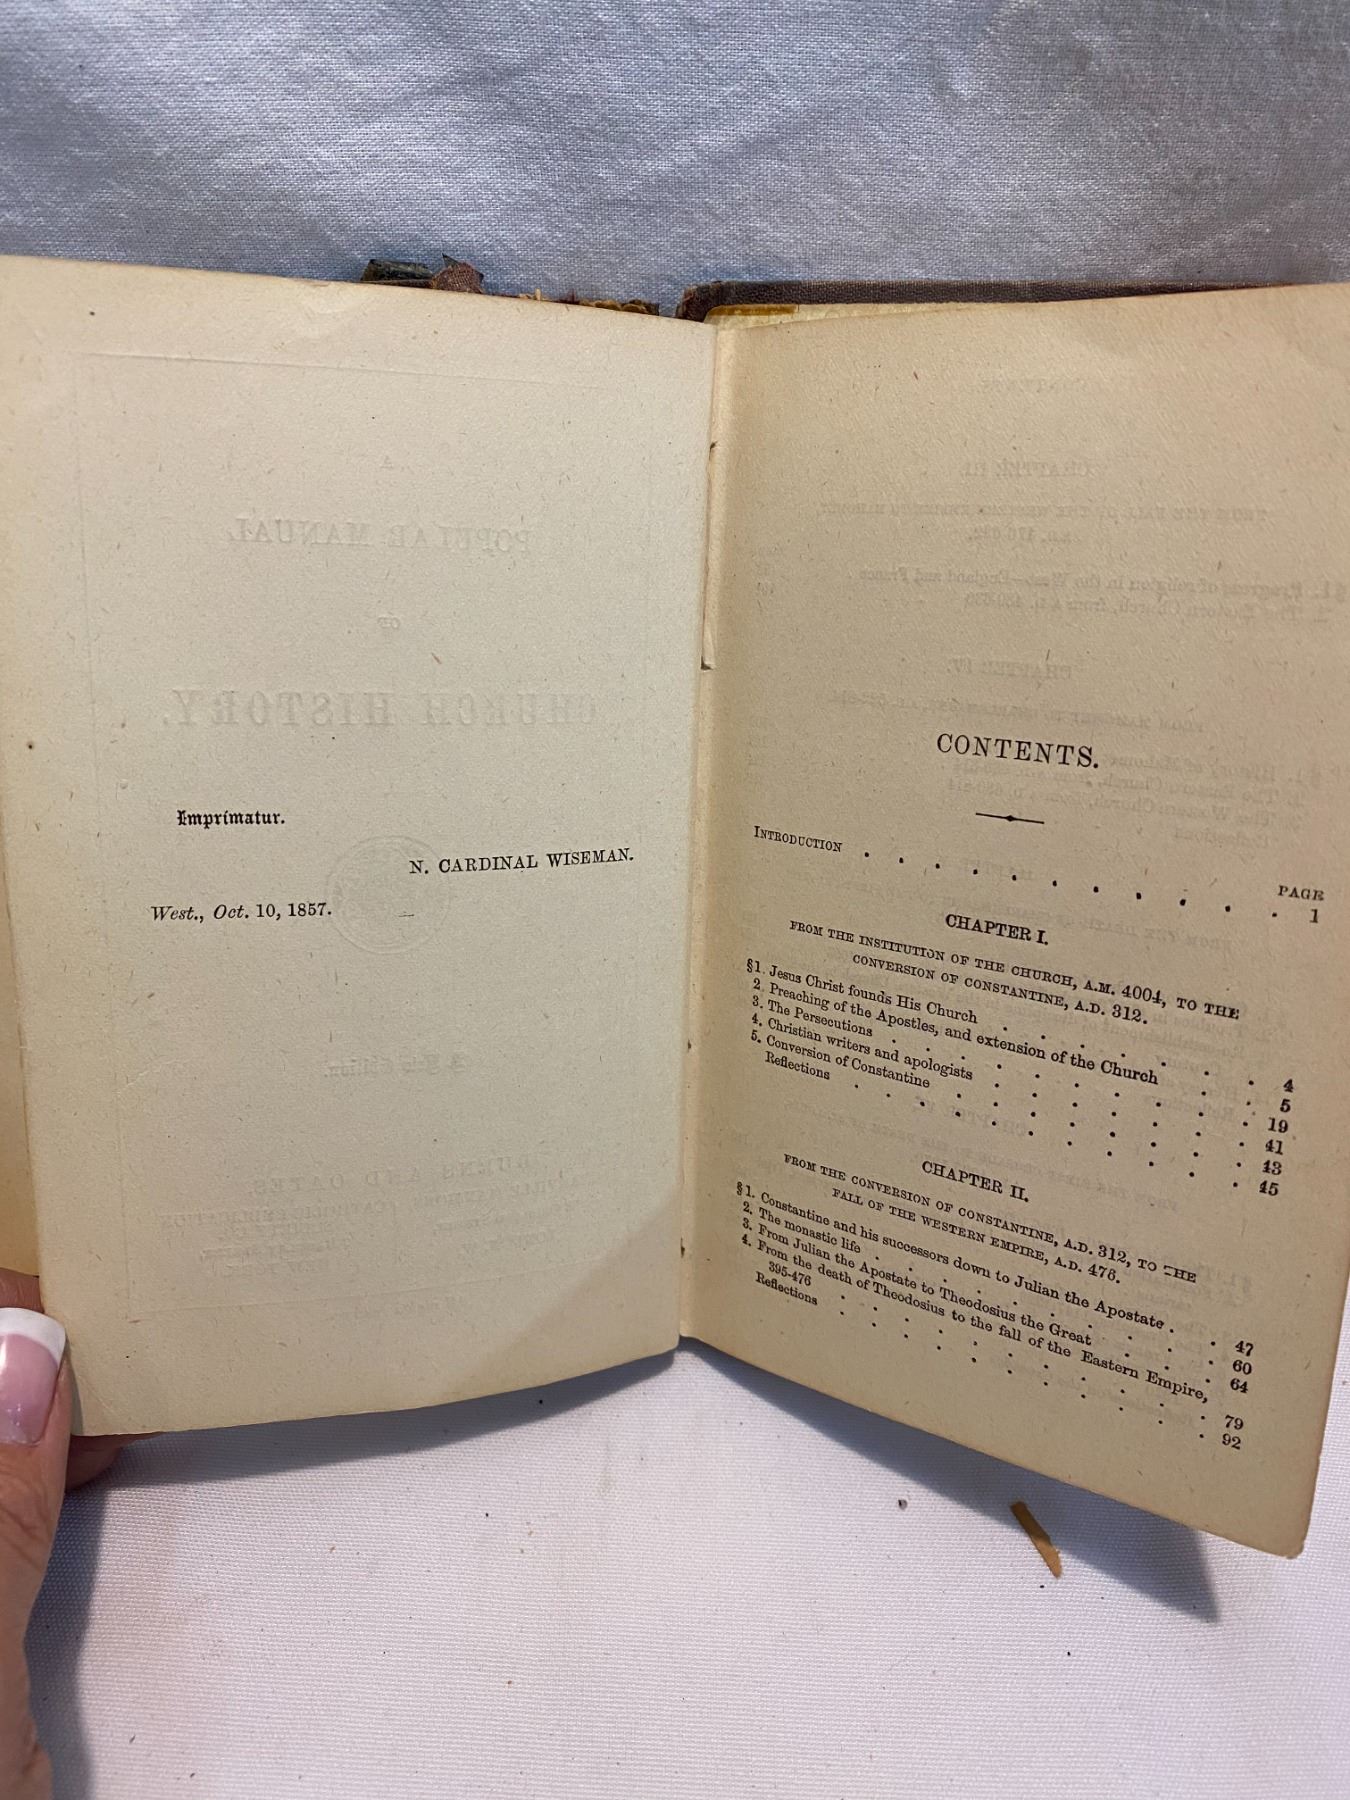 Imprimatur.
N. CARDINAL WISEMAN.
West., Oct. 10, 1857.
CONTENTS.
PAGE
INTRODUCTION . . . . . . . . . . . 1
CHAPTER I.
FROM THE INSTITUTION OF THE CHURCH, A.M. 4004, TO THE
CONVERSION OF CONSTANTINE, A.D. 312.
§ 1. Jesus Christ founds His Church . . . . . . . 4
2. Preaching of the Apostles, and extension of the Church . . 5
3. The Persecutions . . . . . . . . . . 19
4. Christian writers and apologists . . . . . . . 41
5. Conversion of Constantine . . . . . . . . 43
Reflections . . . . . . . . . . . 45
CHAPTER II.
FROM THE CONVERSION OF CONSTANTINE, A.D. 312, TO THE
FALL OF THE WESTERN EMPIRE, A.D. 476.
§ 1. Constantine and his successors down to Julian the Apostate . . 47
2. The monastic life . . . . . . . . . . 60
3. From Julian the Apostate to Theodosius the Great . . . . 64
4. From the death of Theodosius to the fall of the Eastern Empire,
395-476 . . . . . . . . . . . 79
Reflections . . . . . . . . . . . 92
POPULAR MANUAL
OF
CHURCH HISTORY.